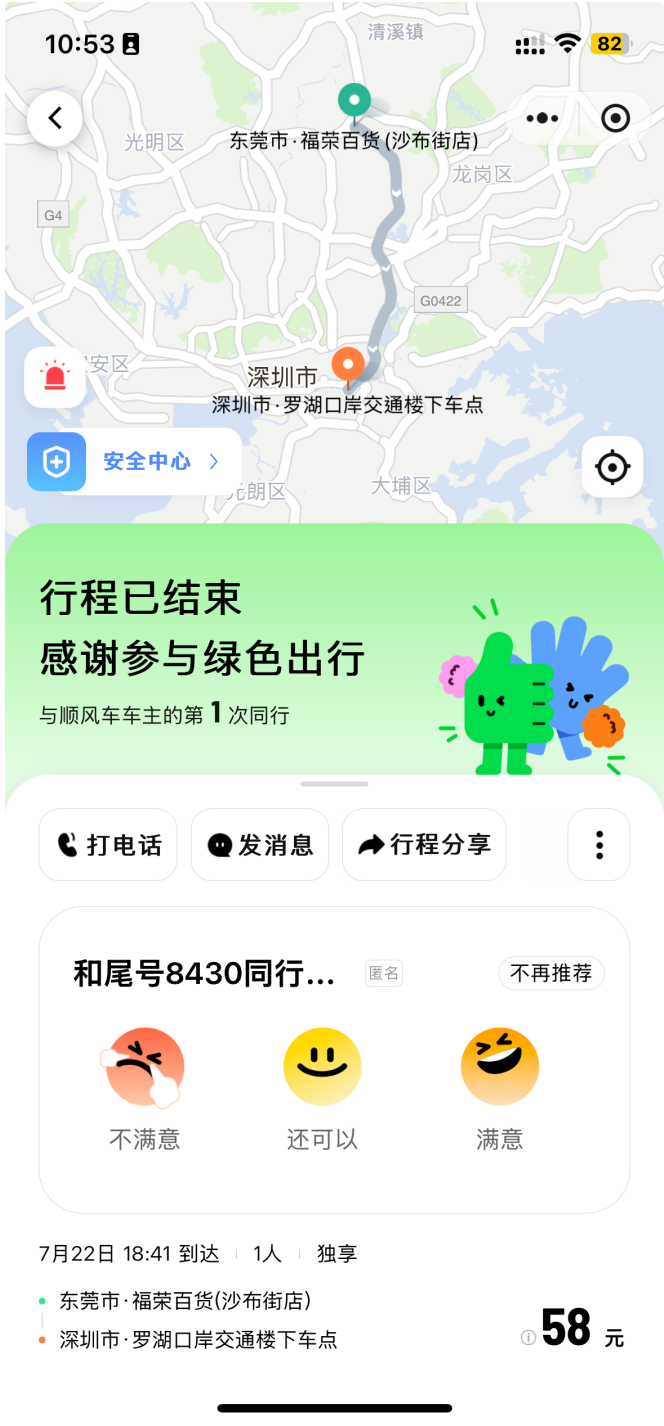 10:53
82
清溪镇
东莞市·福荣百货(沙布街店)
光明区
龙岗区
G4
G0422
深圳市
深圳市·罗湖口岸交通楼下车点
安区
安全中心
元朗区
大埔区
行程已结束
感谢参与绿色出行
与顺风车车主的第 1 次同行
打电话
发消息
行程分享
和尾号8430同行...
匿名
不再推荐
不满意
还可以
满意
7月22日 18:41 到达
1人
独享
东莞市·福荣百货(沙布街店)
深圳市·罗湖口岸交通楼下车点
58 元